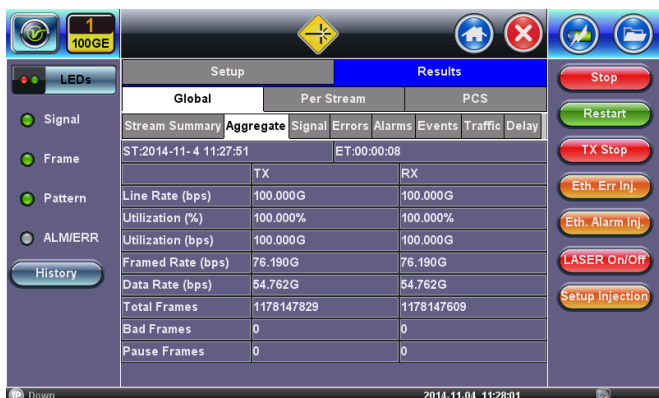 1
100GE
LEDs
Signal
Frame
Pattern
ALM/ERR
History
Setup Results
Global Per Stream PCS
Stream Summary Aggregate Signal Errors Alarms Events Traffic Delay
ST:2014-11- 4 11:27:51 ET:00:00:08
TX RX
Line Rate (bps) 100.000G 100.000G
Utilization (%) 100.000% 100.000%
Utilization (bps) 100.000G 100.000G
Framed Rate (bps) 76.190G 76.190G
Data Rate (bps) 54.762G 54.762G
Total Frames 1178147829 1178147609
Bad Frames 0 0
Pause Frames 0 0
Stop
Restart
TX Stop
Eth. Err Inj.
Eth. Alarm Inj.
LASER On/Off
Setup Injection
IP Down 2014.11.04 11:28:01